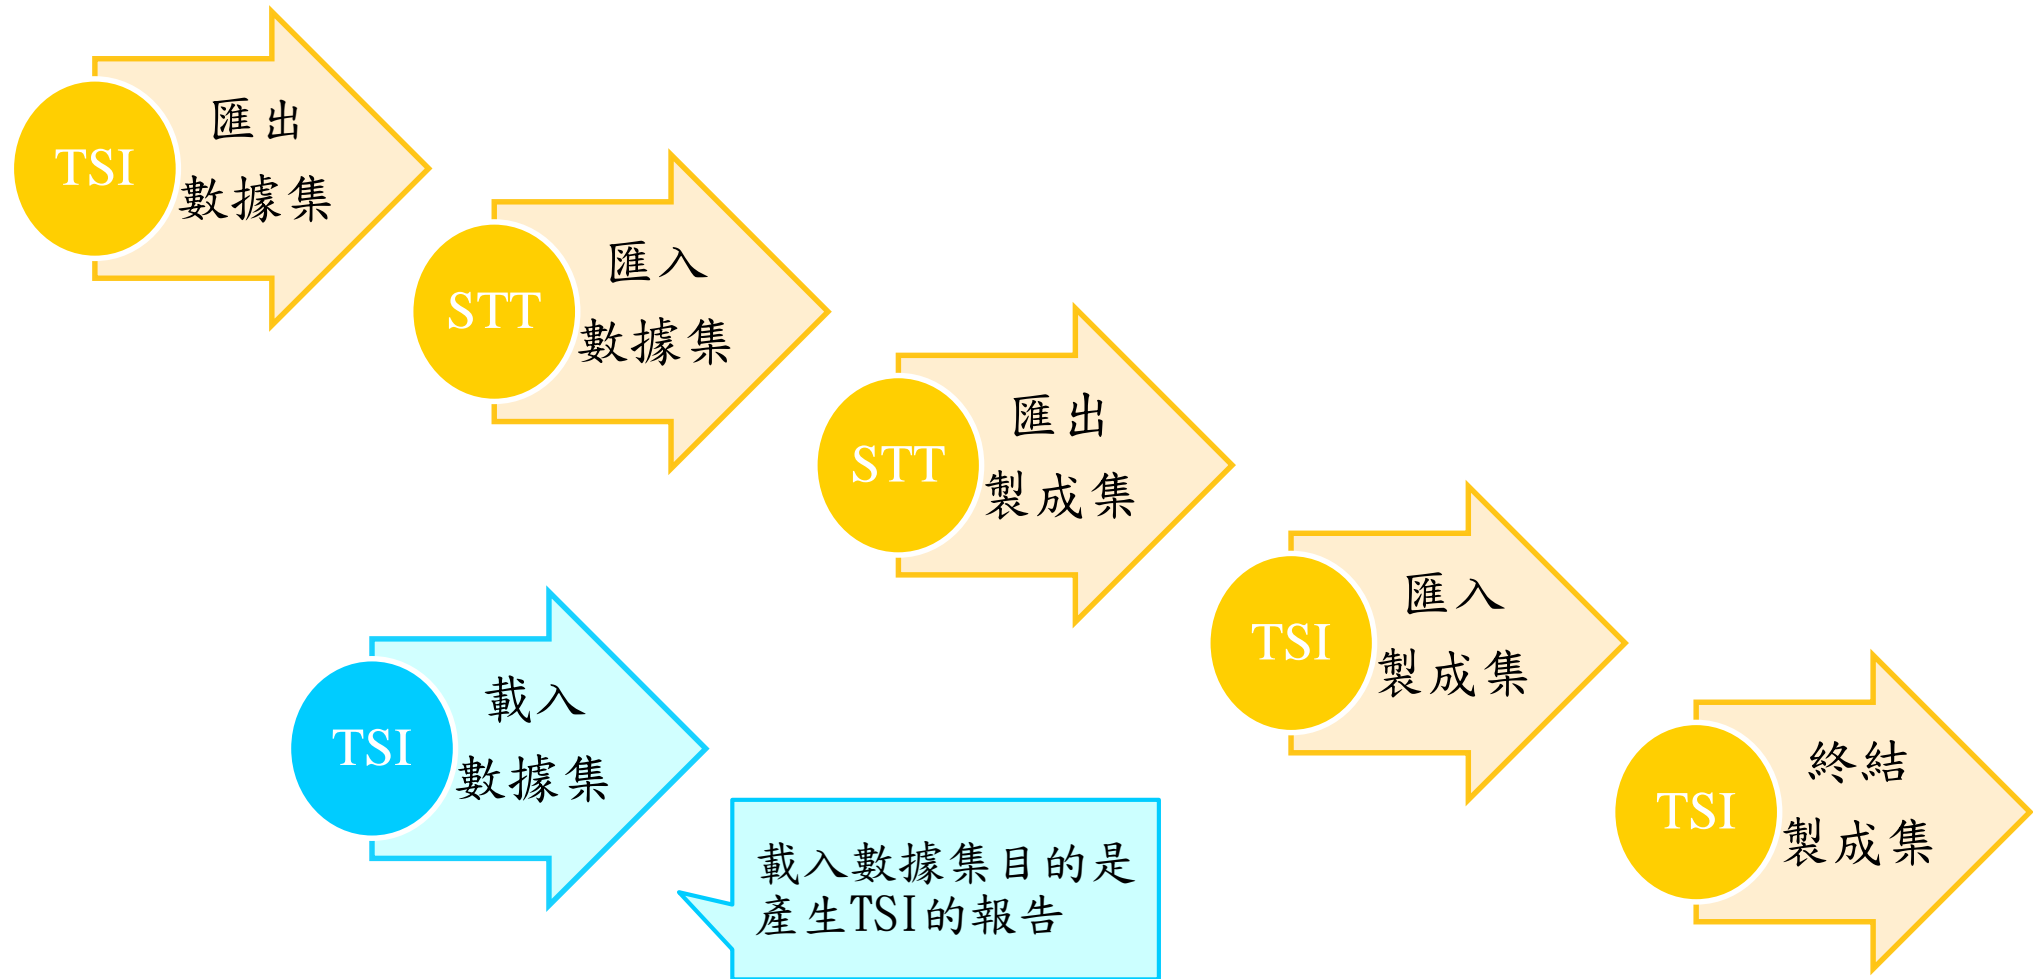 TSI
匯出
數據集
STT
匯入
數據集
STT
匯出
製成集
TSI
匯入
製成集
TSI
終結
製成集
TSI
載入
數據集
載入數據集目的是
產生TSI的報告